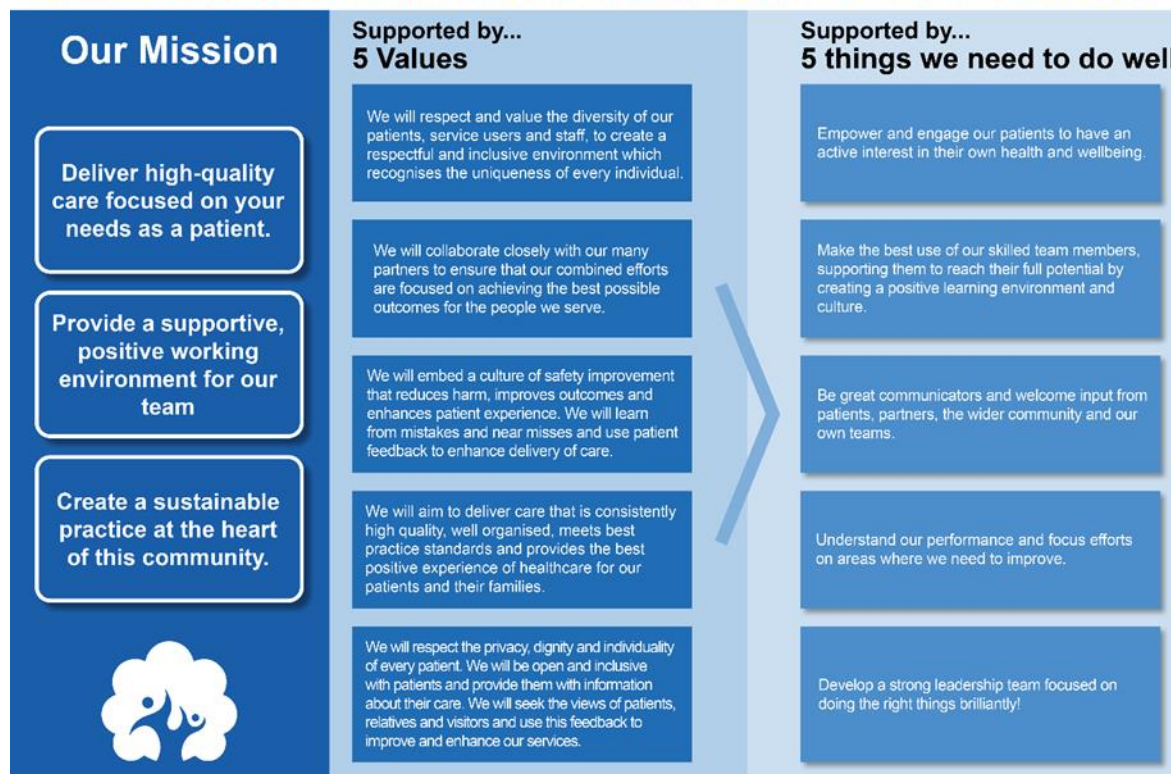 Our Mission
Deliver high-quality
care focused on your
needs as a patient.
Provide a supportive,
positive working
environment for our
team
Create a sustainable
practice at the heart
of this community.
Supported by...
5 Values
We will respect and value the diversity of our
patients, service users and staff, to create a
respectful and inclusive environment which
recognises the uniqueness of every individual.
We will collaborate closely with our many
partners to ensure that our combined efforts
are focused on achieving the best possible
outcomes for the people we serve.
We will embed a culture of safety improvement
that reduces harm, improves outcomes and
enhances patient experience. We will learn
from mistakes and near misses and use patient
feedback to enhance delivery of care.
We will aim to deliver care that is consistently
high quality, well organised, meets best
practice standards and provides the best
positive experience of healthcare for our
patients and their families.
We will respect the privacy, dignity and individuality
of every patient. We will be open and inclusive
with patients and provide them with information
about their care. We will seek the views of patients,
relatives and visitors and use this feedback to
improve and enhance our services.
Supported by...
5 things we need to do well
Empower and engage our patients to have an
active interest in their own health and wellbeing.
Make the best use of our skilled team members,
supporting them to reach their full potential by
creating a positive learning environment and
culture.
Be great communicators and welcome input from
patients, partners, the wider community and our
own teams.
Understand our performance and focus efforts
on areas where we need to improve.
Develop a strong leadership team focused on
doing the right things brilliantly!